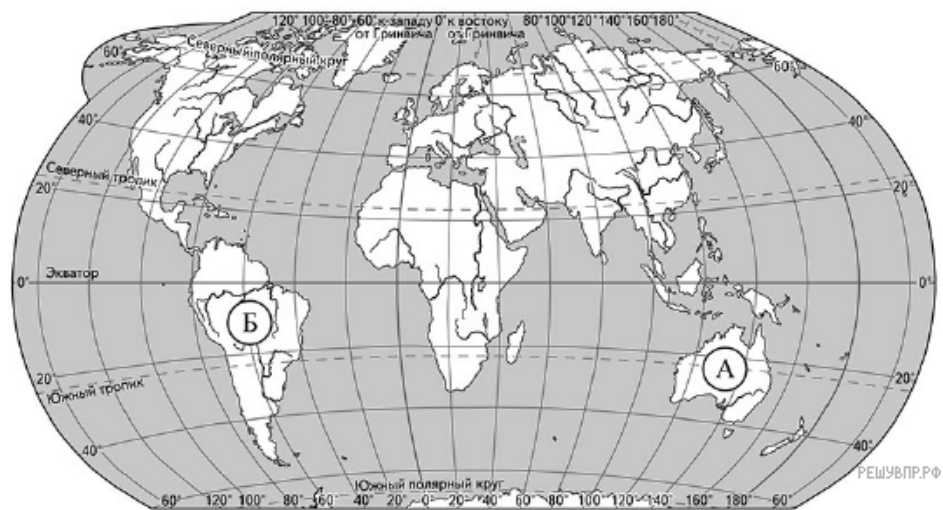 120° 100° 80° 60° к западу 0° к востоку 80° 100° 120° 140° 160° 180°
от Гринвича от Гринвича
Северный полярный круг
60° 60°
40° 40°
Северный тропик
20° 20°
Экватор
0° 0°
Б
А
20° 20°
Южный тропик
40° 40°
РЕШУВПР.РФ
Южный полярный круг
60° 120° 100° 80° 60° 40° 20° 0° 20° 40° 60° 80° 100° 120° 140° 160° 180° 60°